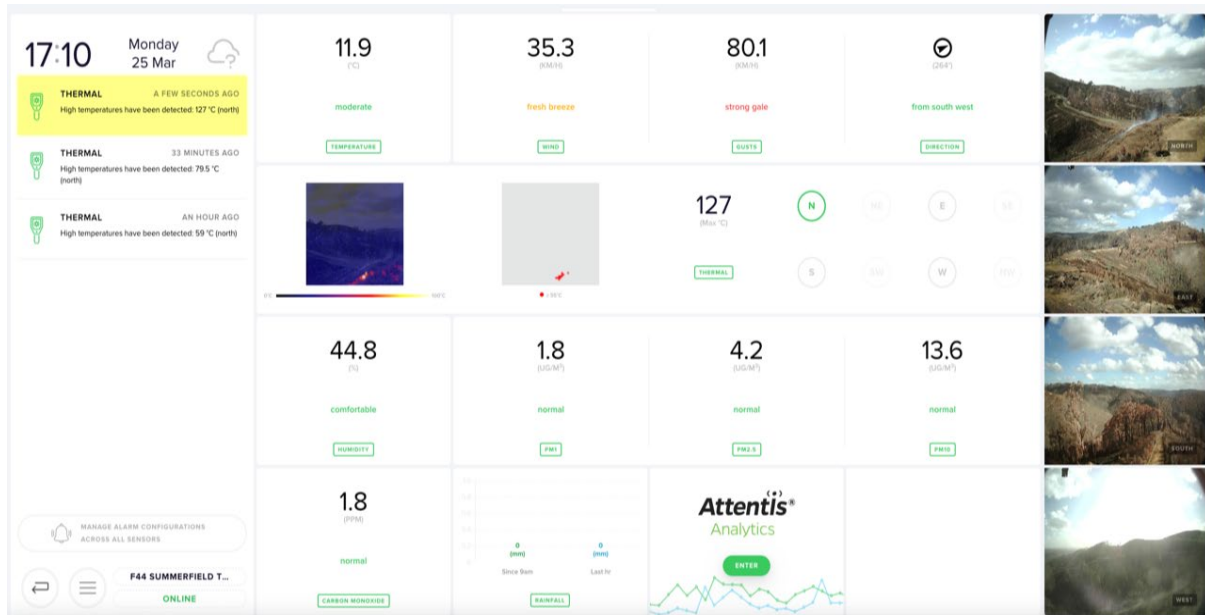 17:10
Monday
25 Mar
THERMAL A FEW SECONDS AGO
High temperatures have been detected: 127 °C (north)
THERMAL 33 MINUTES AGO
High temperatures have been detected: 79.5 °C
(north)
THERMAL AN HOUR AGO
High temperatures have been detected: 59 °C (north)
MANAGE ALARM CONFIGURATIONS
ACROSS ALL SENSORS
F44 SUMMERFIELD T...
ONLINE
11.9
(°C)
moderate
TEMPERATURE
35.3
(KM/H)
fresh breeze
WIND
80.1
(KM/H)
strong gale
GUSTS
(264°)
from south west
DIRECTION
127
(Max °C)
THERMAL
N NE E SE
S SW W NW
44.8
(%)
comfortable
HUMIDITY
1.8
(UG/M³)
normal
PM1
4.2
(UG/M³)
normal
PM2.5
13.6
(UG/M³)
normal
PM10
1.8
(PPM)
normal
CARBON MONOXIDE
0
(mm)
Since 9am
0
(mm)
Last hr
RAINFALL
Attentis®
Analytics
ENTER
NORTH
EAST
SOUTH
WEST